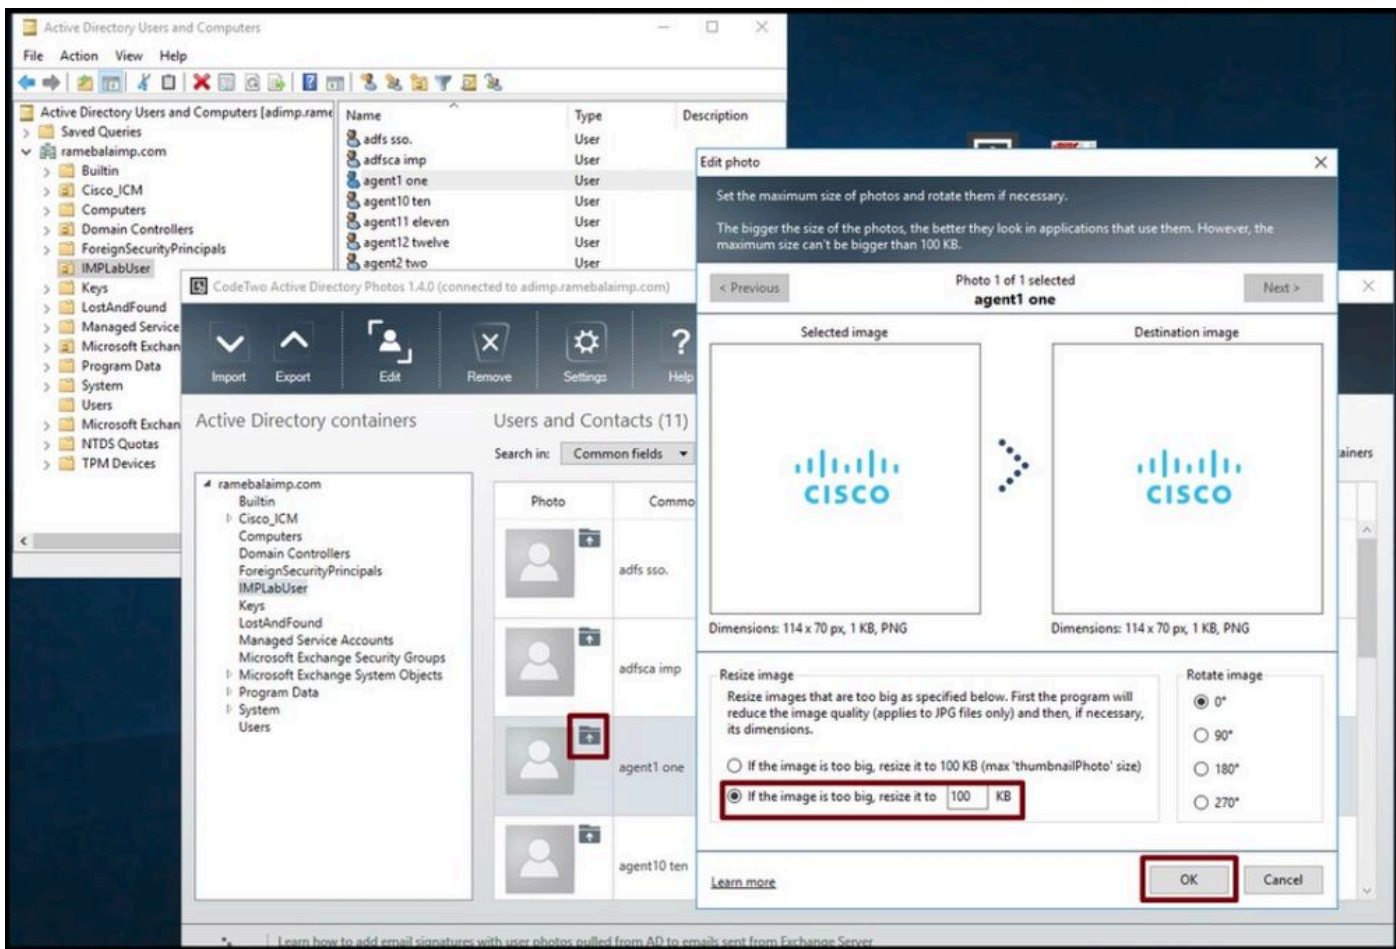 Active Directory Users and Computers
File Action View Help
Active Directory Users and Computers [adimp.rame
Saved Queries
ramebalaimp.com
Builtin
Cisco_ICM
Computers
Domain Controllers
ForeignSecurityPrincipals
IMPLabUser
Keys
LostAndFound
Managed Service
Microsoft Exchan
Program Data
System
Users
Microsoft Exchan
NTDS Quotas
TPM Devices
Name Type Description
adfs sso. User
adfsca imp User
agent1 one User
agent10 ten User
agent11 eleven User
agent12 twelve User
agent2 two User
CodeTwo Active Directory Photos 1.4.0 (connected to adimp.ramebalaimp.com)
Import Export Edit Remove Settings Help
Active Directory containers
ramebalaimp.com
Builtin
Cisco_ICM
Computers
Domain Controllers
ForeignSecurityPrincipals
IMPLabUser
Keys
LostAndFound
Managed Service Accounts
Microsoft Exchange Security Groups
Microsoft Exchange System Objects
Program Data
System
Users
Users and Contacts (11)
Search in: Common fields
ainers
Photo Commo
adfs sso.
adfsca imp
agent1 one
agent10 ten
Learn how to add email signatures with user photos pulled from AD to emails sent from Exchange Server
Edit photo
Set the maximum size of photos and rotate them if necessary.
The bigger the size of the photos, the better they look in applications that use them. However, the
maximum size can't be bigger than 100 KB.
< Previous Photo 1 of 1 selected Next >
agent1 one
Selected image Destination image
CISCO CISCO
Dimensions: 114 x 70 px, 1 KB, PNG Dimensions: 114 x 70 px, 1 KB, PNG
Resize image
Resize images that are too big as specified below. First the program will
reduce the image quality (applies to JPG files only) and then, if necessary,
its dimensions.
If the image is too big, resize it to 100 KB (max 'thumbnailPhoto' size)
If the image is too big, resize it to 100 KB
Rotate image
0°
90°
180°
270°
Learn more OK Cancel